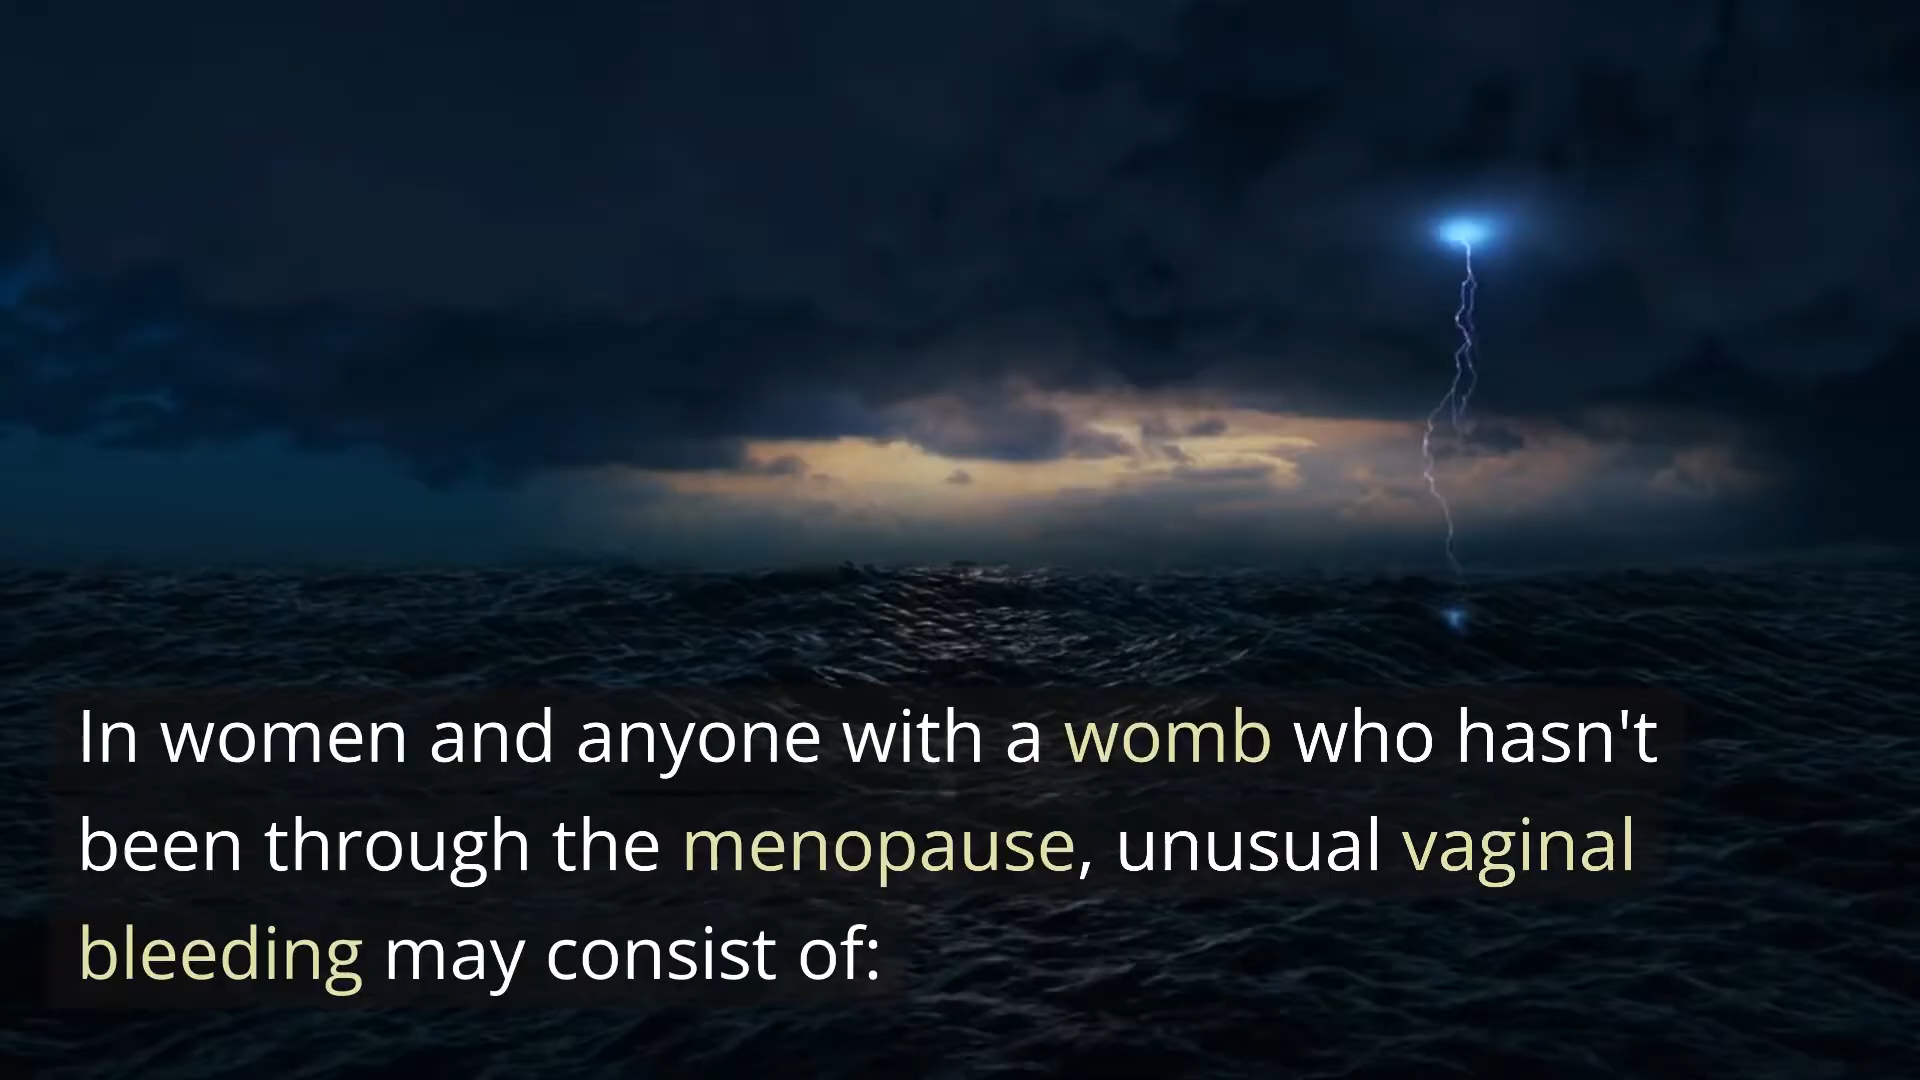 In women and anyone with a womb who hasn't
been through the menopause, unusual vaginal
bleeding may consist of: